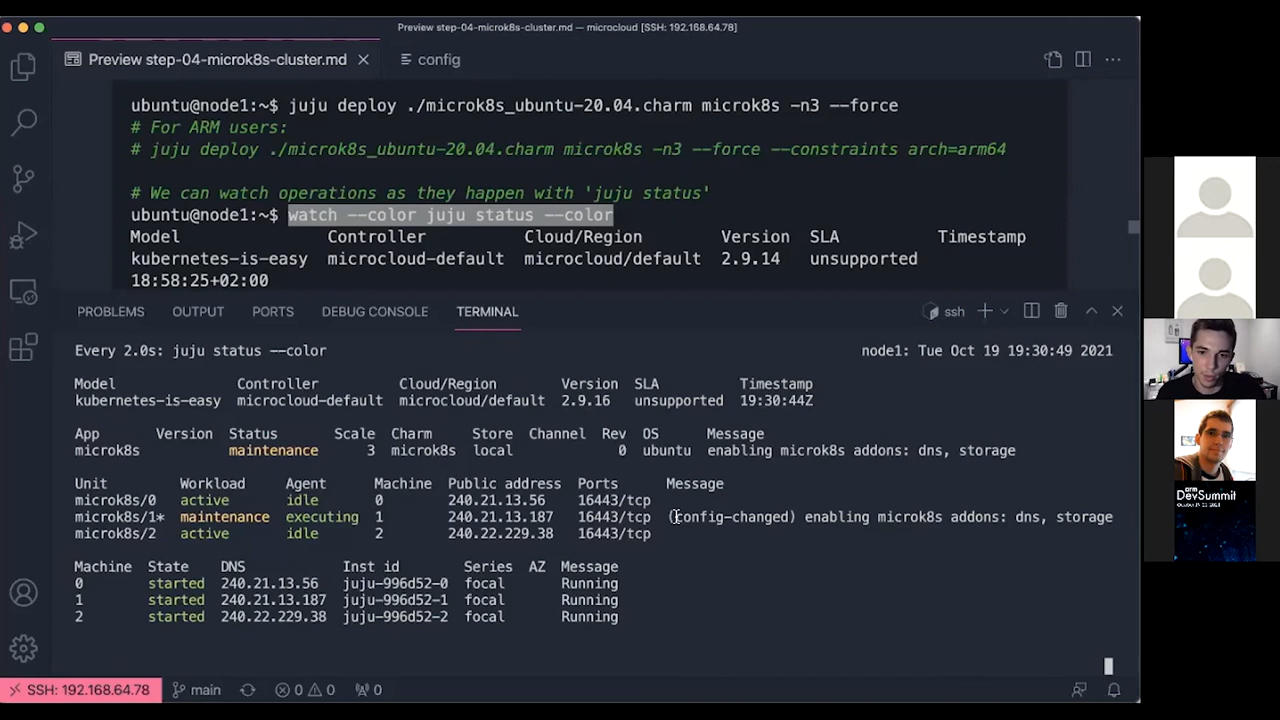 Preview step-04-microk8s-cluster.md — microcloud [SSH: 192.168.64.78]
Preview step-04-microk8s-cluster.md
config
ubuntu@node1:~$ juju deploy ./microk8s_ubuntu-20.04.charm microk8s -n3 --force
# For ARM users:
# juju deploy ./microk8s_ubuntu-20.04.charm microk8s -n3 --force --constraints arch=arm64
# We can watch operations as they happen with 'juju status'
ubuntu@node1:~$ watch --color juju status --color
Model Controller Cloud/Region Version SLA Timestamp
kubernetes-is-easy microcloud-default microcloud/default 2.9.14 unsupported
18:58:25+02:00
PROBLEMS OUTPUT PORTS DEBUG CONSOLE TERMINAL
ssh
Every 2.0s: juju status --color node1: Tue Oct 19 19:30:49 2021
Model Controller Cloud/Region Version SLA Timestamp
kubernetes-is-easy microcloud-default microcloud/default 2.9.16 unsupported 19:30:44Z
App Version Status Scale Charm Store Channel Rev OS Message
microk8s maintenance 3 microk8s local 0 ubuntu enabling microk8s addons: dns, storage
Unit Workload Agent Machine Public address Ports Message
microk8s/0 active idle 0 240.21.13.56 16443/tcp
microk8s/1* maintenance executing 1 240.21.13.187 16443/tcp (config-changed) enabling microk8s addons: dns, storage
microk8s/2 active idle 2 240.22.229.38 16443/tcp
Machine State DNS Inst id Series AZ Message
0 started 240.21.13.56 juju-996d52-0 focal Running
1 started 240.21.13.187 juju-996d52-1 focal Running
2 started 240.22.229.38 juju-996d52-2 focal Running
SSH: 192.168.64.78 main 0 0 0
arm
DevSummit